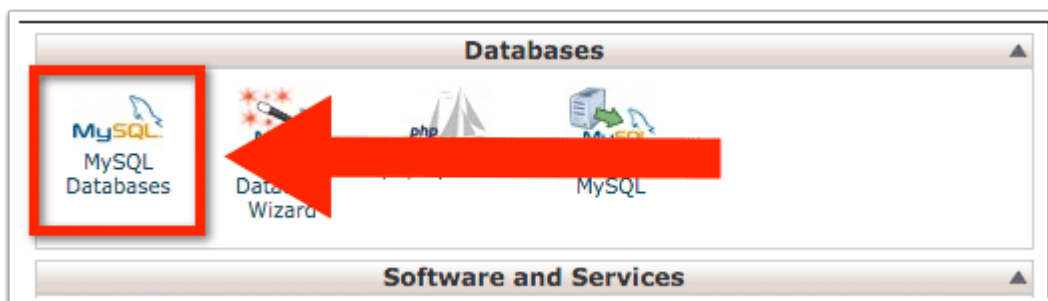 Databases
MySQL
MySQL
Databases
Wizard
php
MySQL
Software and Services